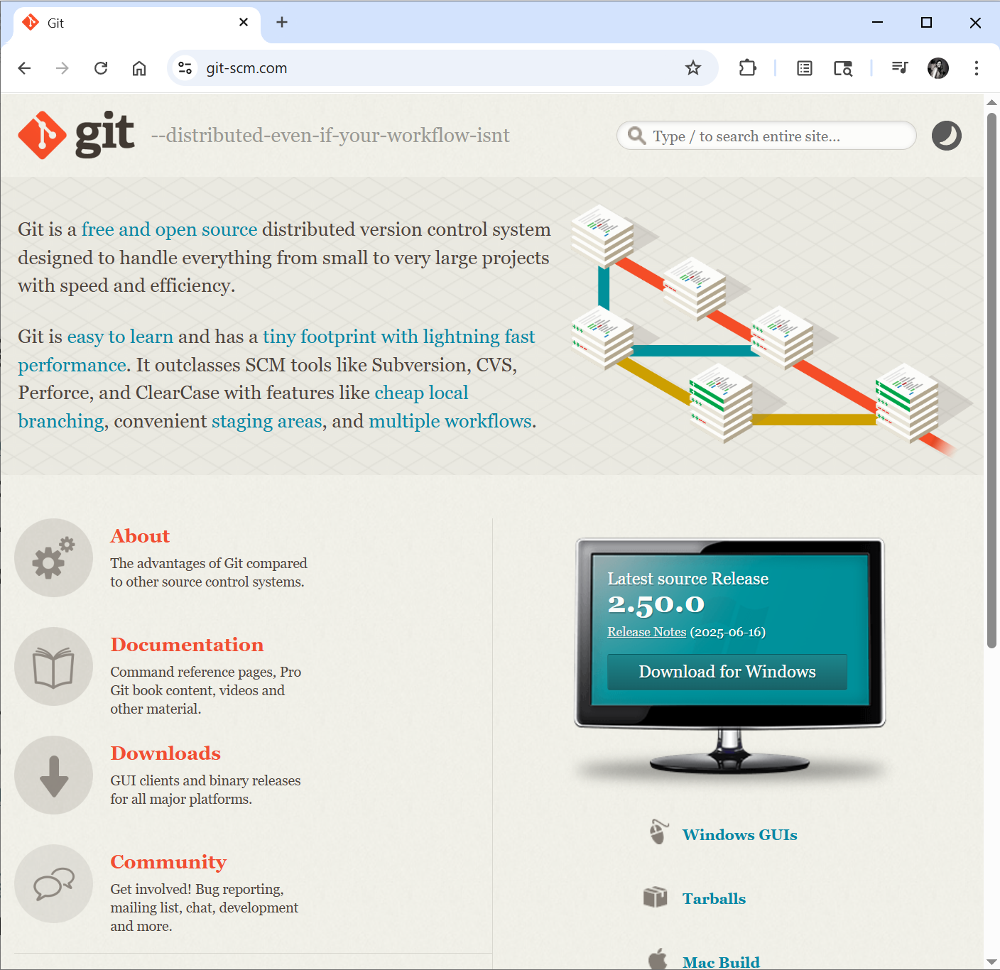 Git
git-scm.com
git
--distributed-even-if-your-workflow-isnt
Type / to search entire site...
Git is a free and open source distributed version control system
designed to handle everything from small to very large projects
with speed and efficiency.
Git is easy to learn and has a tiny footprint with lightning fast
performance. It outclasses SCM tools like Subversion, CVS,
Perforce, and ClearCase with features like cheap local
branching, convenient staging areas, and multiple workflows.
About
The advantages of Git compared
to other source control systems.
Documentation
Command reference pages, Pro
Git book content, videos and
other material.
Downloads
GUI clients and binary releases
for all major platforms.
Community
Get involved! Bug reporting,
mailing list, chat, development
and more.
Latest source Release
2.50.0
Release Notes (2025-06-16)
Download for Windows
Windows GUIs
Tarballs
Mac Build